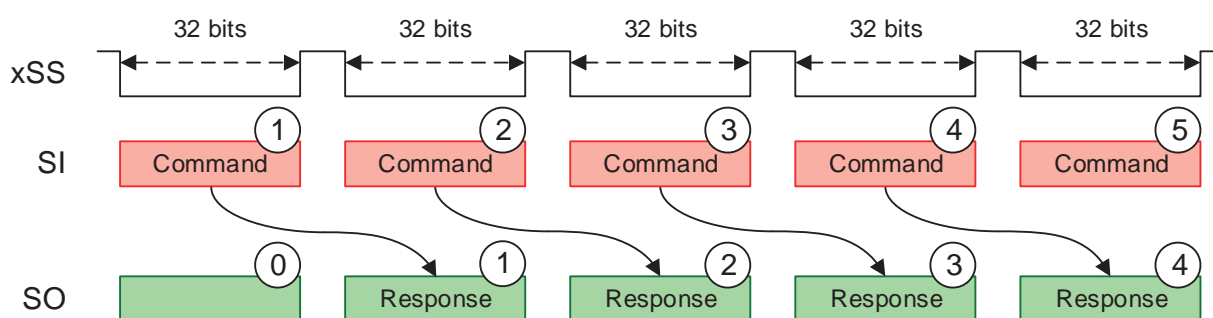 32 bits 32 bits 32 bits 32 bits 32 bits
xSS
1 2 3 4 5
SI Command Command Command Command Command
0 1 2 3 4
SO Response Response Response Response